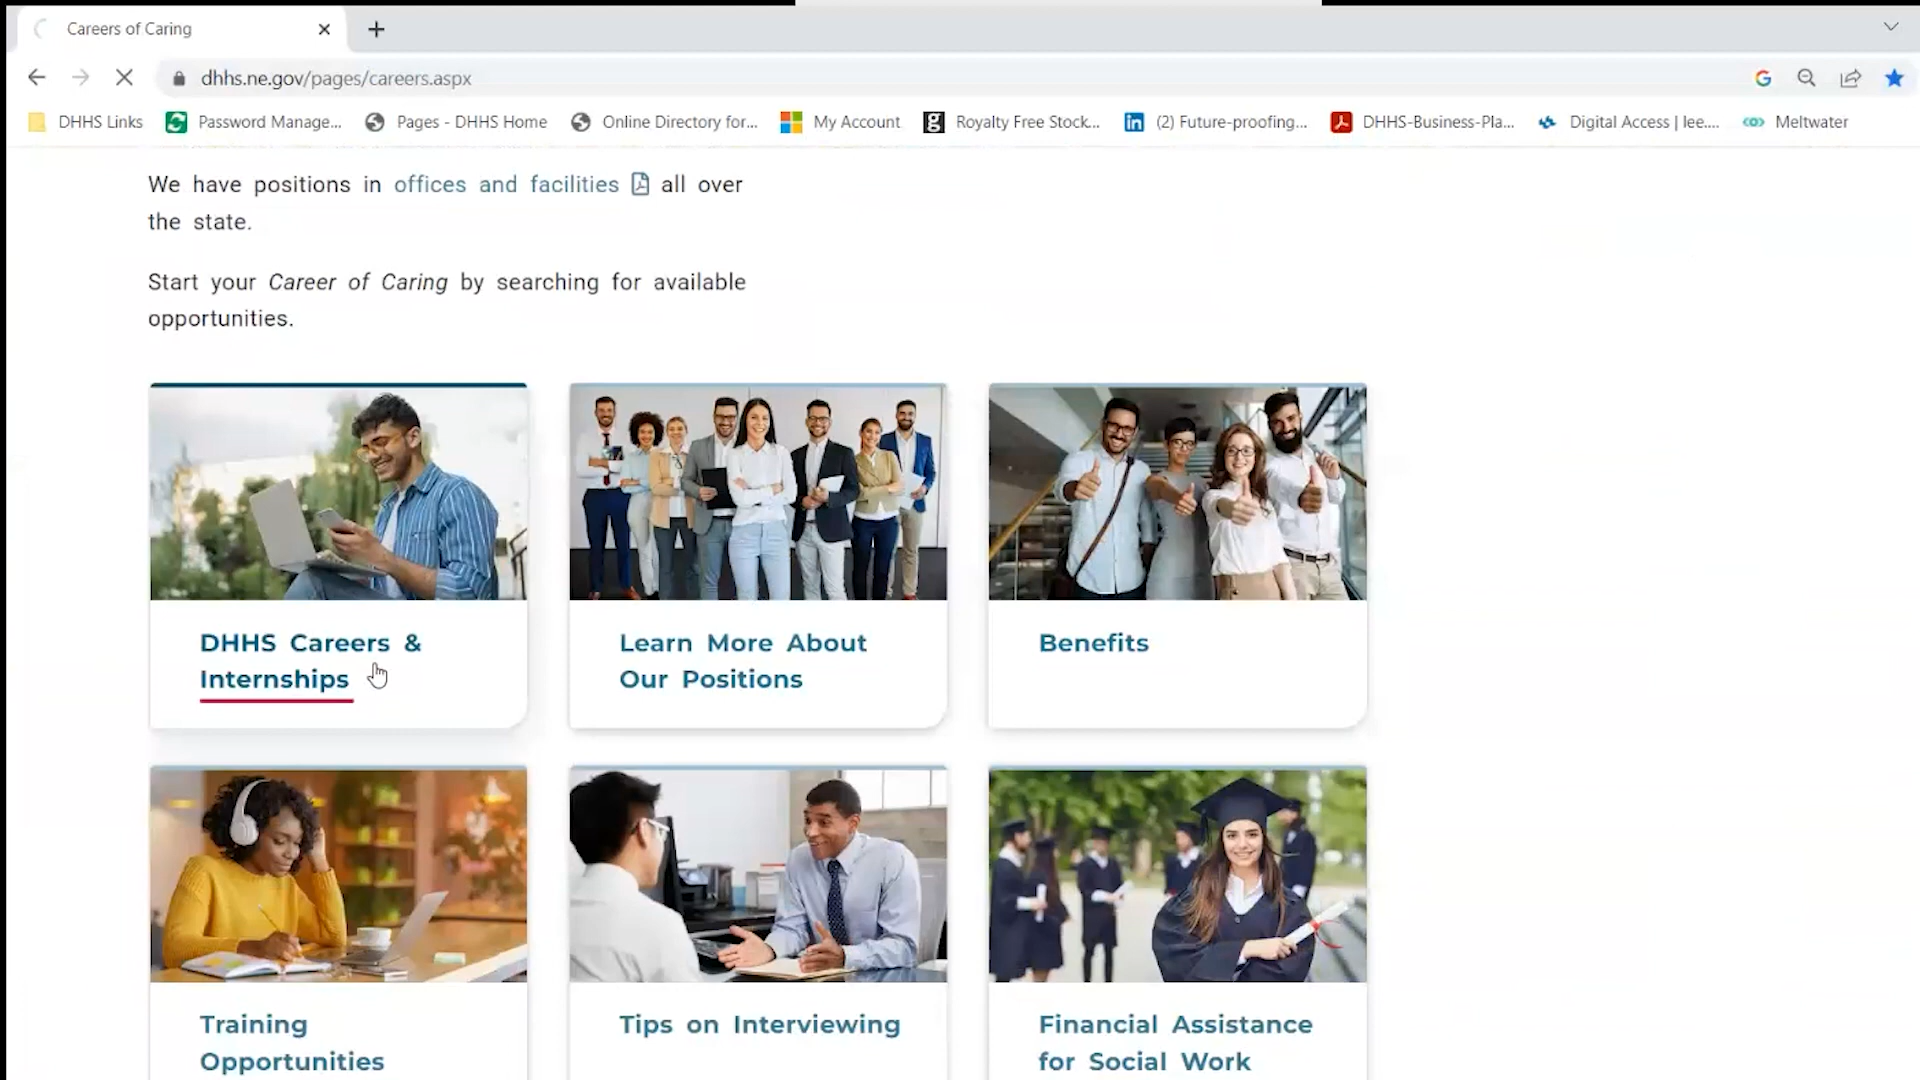 Careers of Caring
dhhs.ne.gov/pages/careers.aspx
DHHS Links
Password Manage...
Pages - DHHS Home
Online Directory for...
My Account
Royalty Free Stock...
(2) Future-proofing...
DHHS-Business-Pla...
Digital Access | lee....
Meltwater
We have positions in offices and facilities all over
the state.
Start your Career of Caring by searching for available
opportunities.
DHHS Careers &
Internships
Learn More About
Our Positions
Benefits
Training
Opportunities
Tips on Interviewing
Financial Assistance
for Social Work